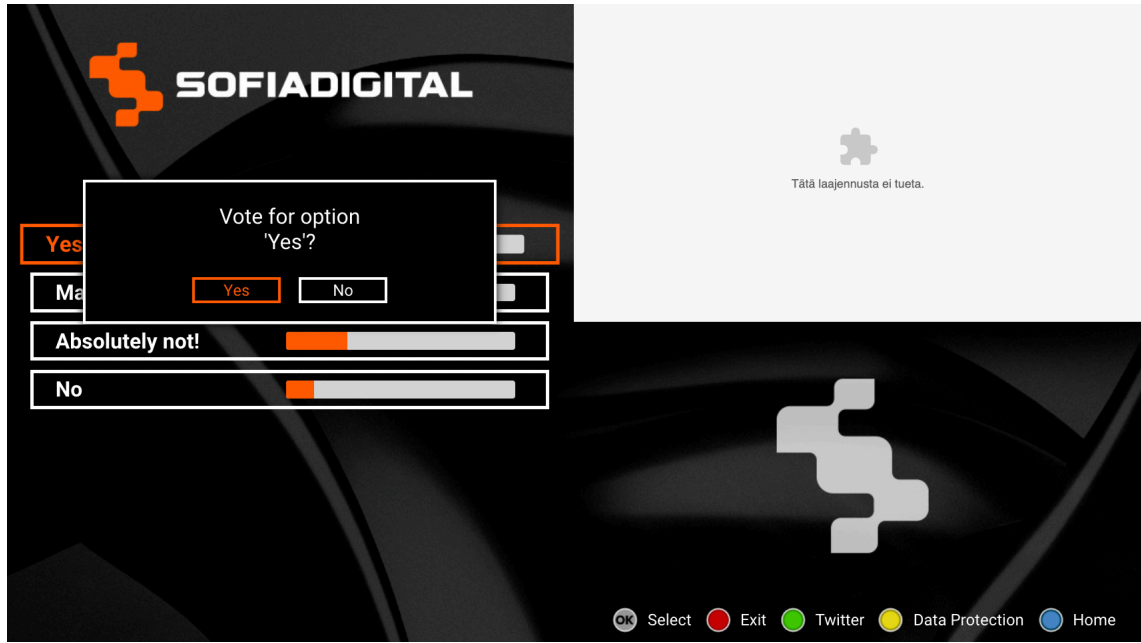 SOFIADIGITAL
Tätä laajennusta ei tueta.
Vote for option
'Yes'?
Yes No
Yes
Ma
Absolutely not!
No
OK Select Exit Twitter Data Protection Home